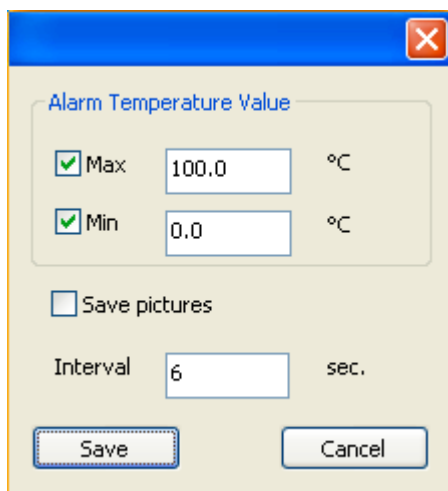 Alarm Temperature Value
Max 100.0 °C
Min 0.0 °C
Save pictures
Interval 6 sec.
Save Cancel